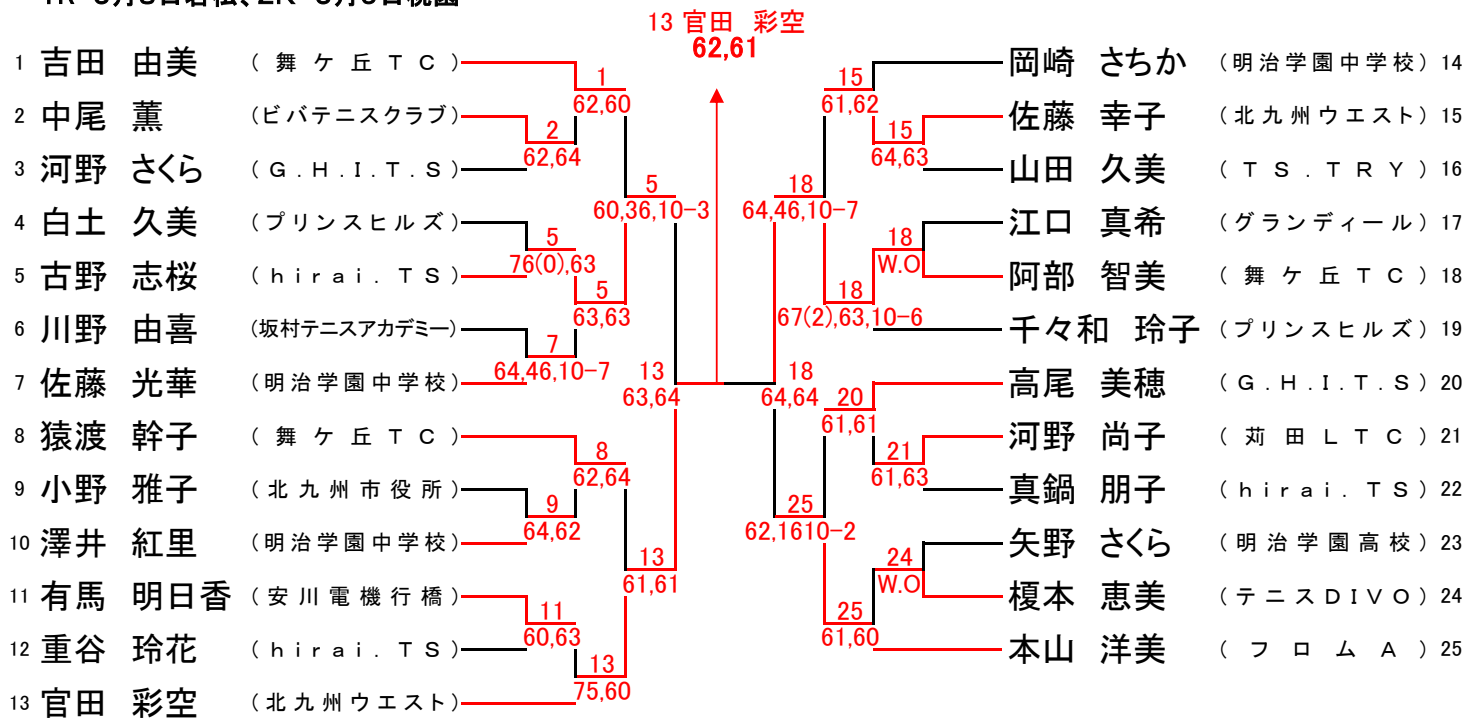 13 官田 彩空
62,61
1 吉田 由美 (舞ケ丘TC)
2 中尾 薫 (ビバテニスクラブ)
3 河野 さくら (G.H.I.T.S)
4 白土 久美 (プリンスヒルズ)
5 古野 志桜 (hirai.TS)
6 川野 由喜 (坂村テニスアカデミー)
7 佐藤 光華 (明治学園中学校)
8 猿渡 幹子 (舞ケ丘TC)
9 小野 雅子 (北九州市役所)
10 澤井 紅里 (明治学園中学校)
11 有馬 明日香 (安川電機行橋)
12 重谷 玲花 (hirai.TS)
13 官田 彩空 (北九州ウエスト)
2
62,64
5
76(0),63
7
64,46,10-7
9
64,62
11
60,63
1
62,60
5
63,63
8
62,64
13
75,60
5
60,36,10-3
13
61,61
13
63,64
18
64,64
18
64,46,10-7
25
62,1610-2
15
61,62
18
67(2),63,10-6
20
61,61
25
61,60
15
64,63
18
W.O
21
61,63
24
W.O
岡崎 さちか (明治学園中学校) 14
佐藤 幸子 (北九州ウエスト) 15
山田 久美 (TS.TRY) 16
江口 真希 (グランディール) 17
阿部 智美 (舞ケ丘TC) 18
千々和 玲子 (プリンスヒルズ) 19
高尾 美穂 (G.H.I.T.S) 20
河野 尚子 (苅田LTC) 21
真鍋 朋子 (hirai.TS) 22
矢野 さくら (明治学園高校) 23
榎本 恵美 (テニスDIVO) 24
本山 洋美 (フロムA) 25